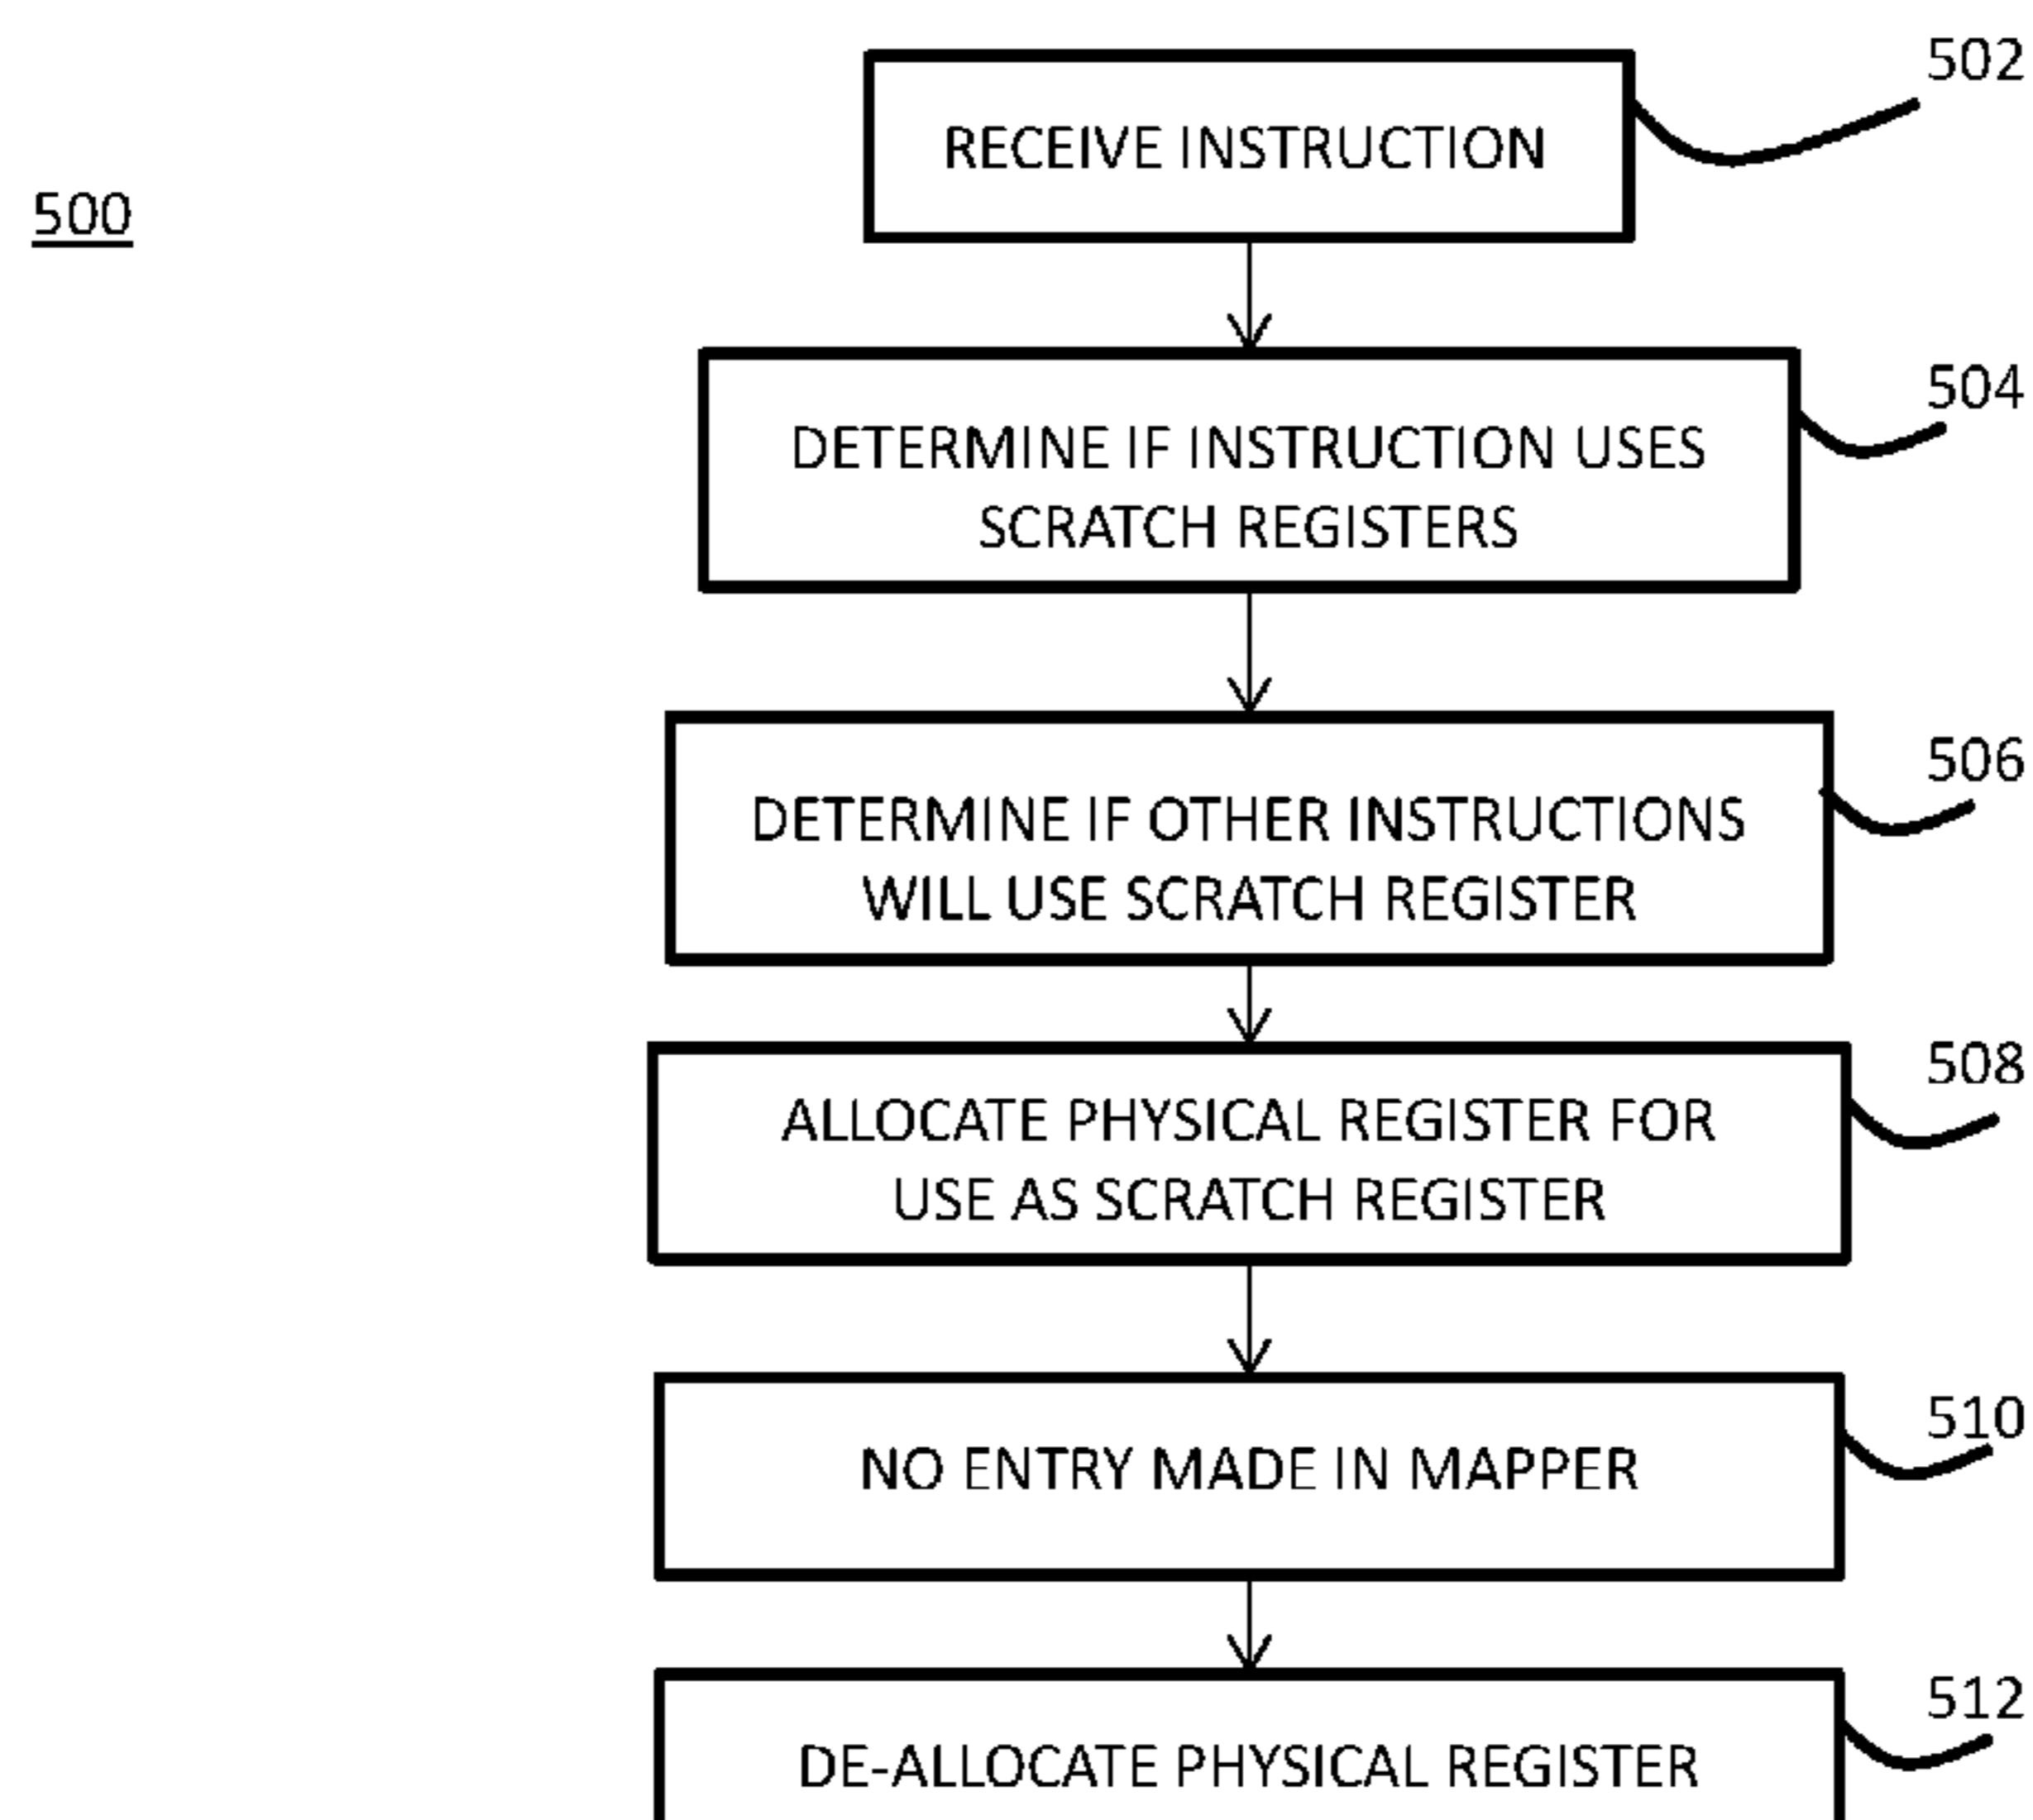 502
RECEIVE INSTRUCTION
500
504
DETERMINE IF INSTRUCTION USES
SCRATCH REGISTERS
506
DETERMINE IF OTHER INSTRUCTIONS
WILL USE SCRATCH REGISTER
508
ALLOCATE PHYSICAL REGISTER FOR
USE AS SCRATCH REGISTER
510
NO ENTRY MADE IN MAPPER
512
DE-ALLOCATE PHYSICAL REGISTER